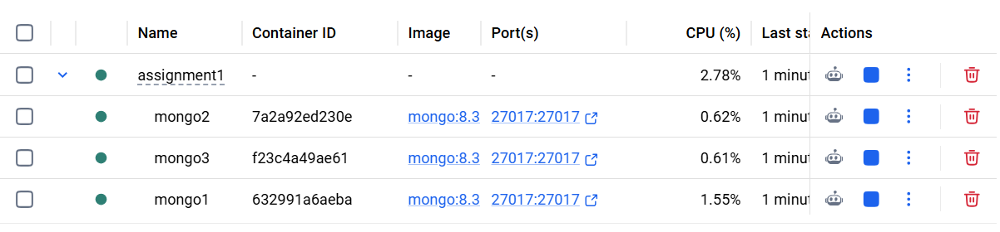 Name Container ID Image Port(s) CPU (%) Last sta Actions
assignment1 - - - 2.78% 1 minut
mongo2 7a2a92ed230e mongo:8.3 27017:27017 0.62% 1 minut
mongo3 f23c4a49ae61 mongo:8.3 27017:27017 0.61% 1 minut
mongo1 632991a6aeba mongo:8.3 27017:27017 1.55% 1 minut